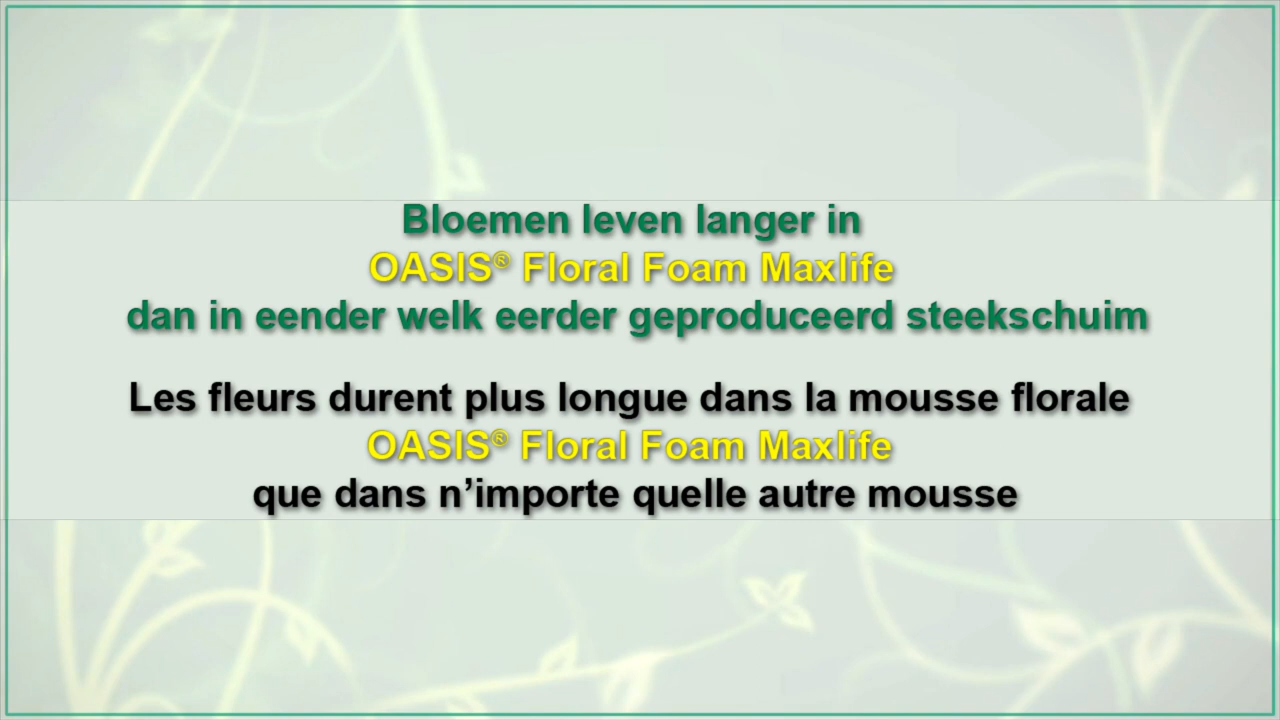 Bloemen leven langer in
OASIS® Floral Foam Maxlife
dan in eender welk eerder geproduceerd steekschuim
Les fleurs durent plus longue dans la mousse florale
OASIS® Floral Foam Maxlife
que dans n’importe quelle autre mousse